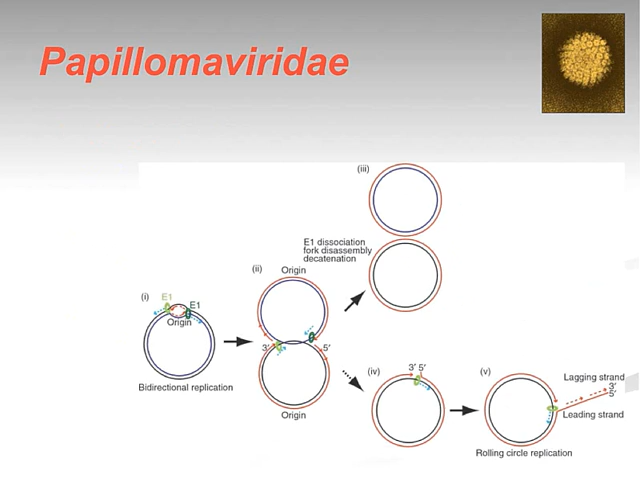 Papillomaviridae
(iii)
E1 dissociation
fork disassembly
decatenation
(ii)
Origin
(i)
E1
E1
Origin
3' 5'
Bidirectional replication
Origin
(iv)
3' 5'
(v)
Lagging strand
3'
5'
Leading strand
Rolling circle replication